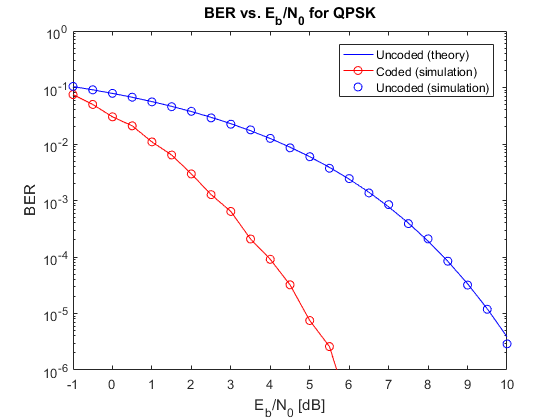 BER vs. E_b/N_0 for QPSK
10^0
10^-1
10^-2
10^-3
10^-4
10^-5
10^-6
BER
Uncoded (theory)
Coded (simulation)
Uncoded (simulation)
-1 0 1 2 3 4 5 6 7 8 9 10
E_b/N_0 [dB]